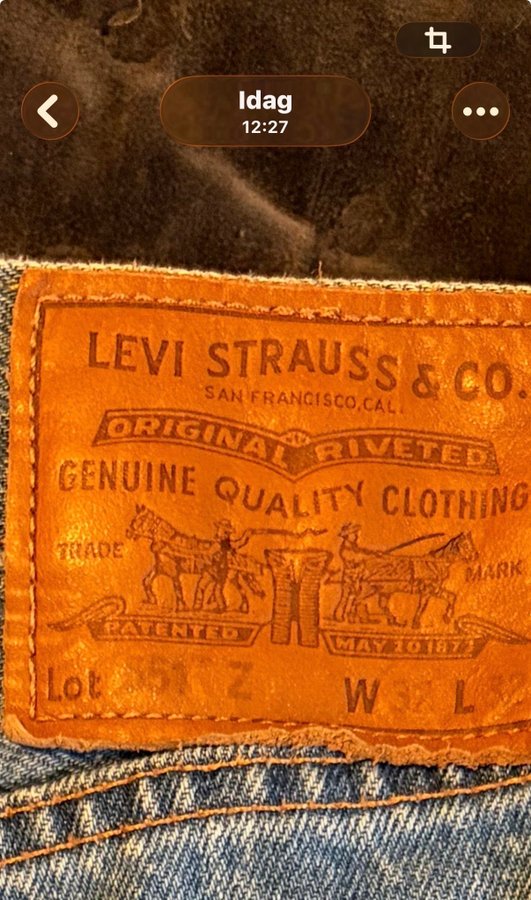 Idag
12:27
LEVI STRAUSS & CO.
SAN FRANCISCO, CAL.
ORIGINAL RIVETED
GENUINE QUALITY CLOTHING
TRADE MARK
PATENTED MAY 20 1873
Lot Z W L